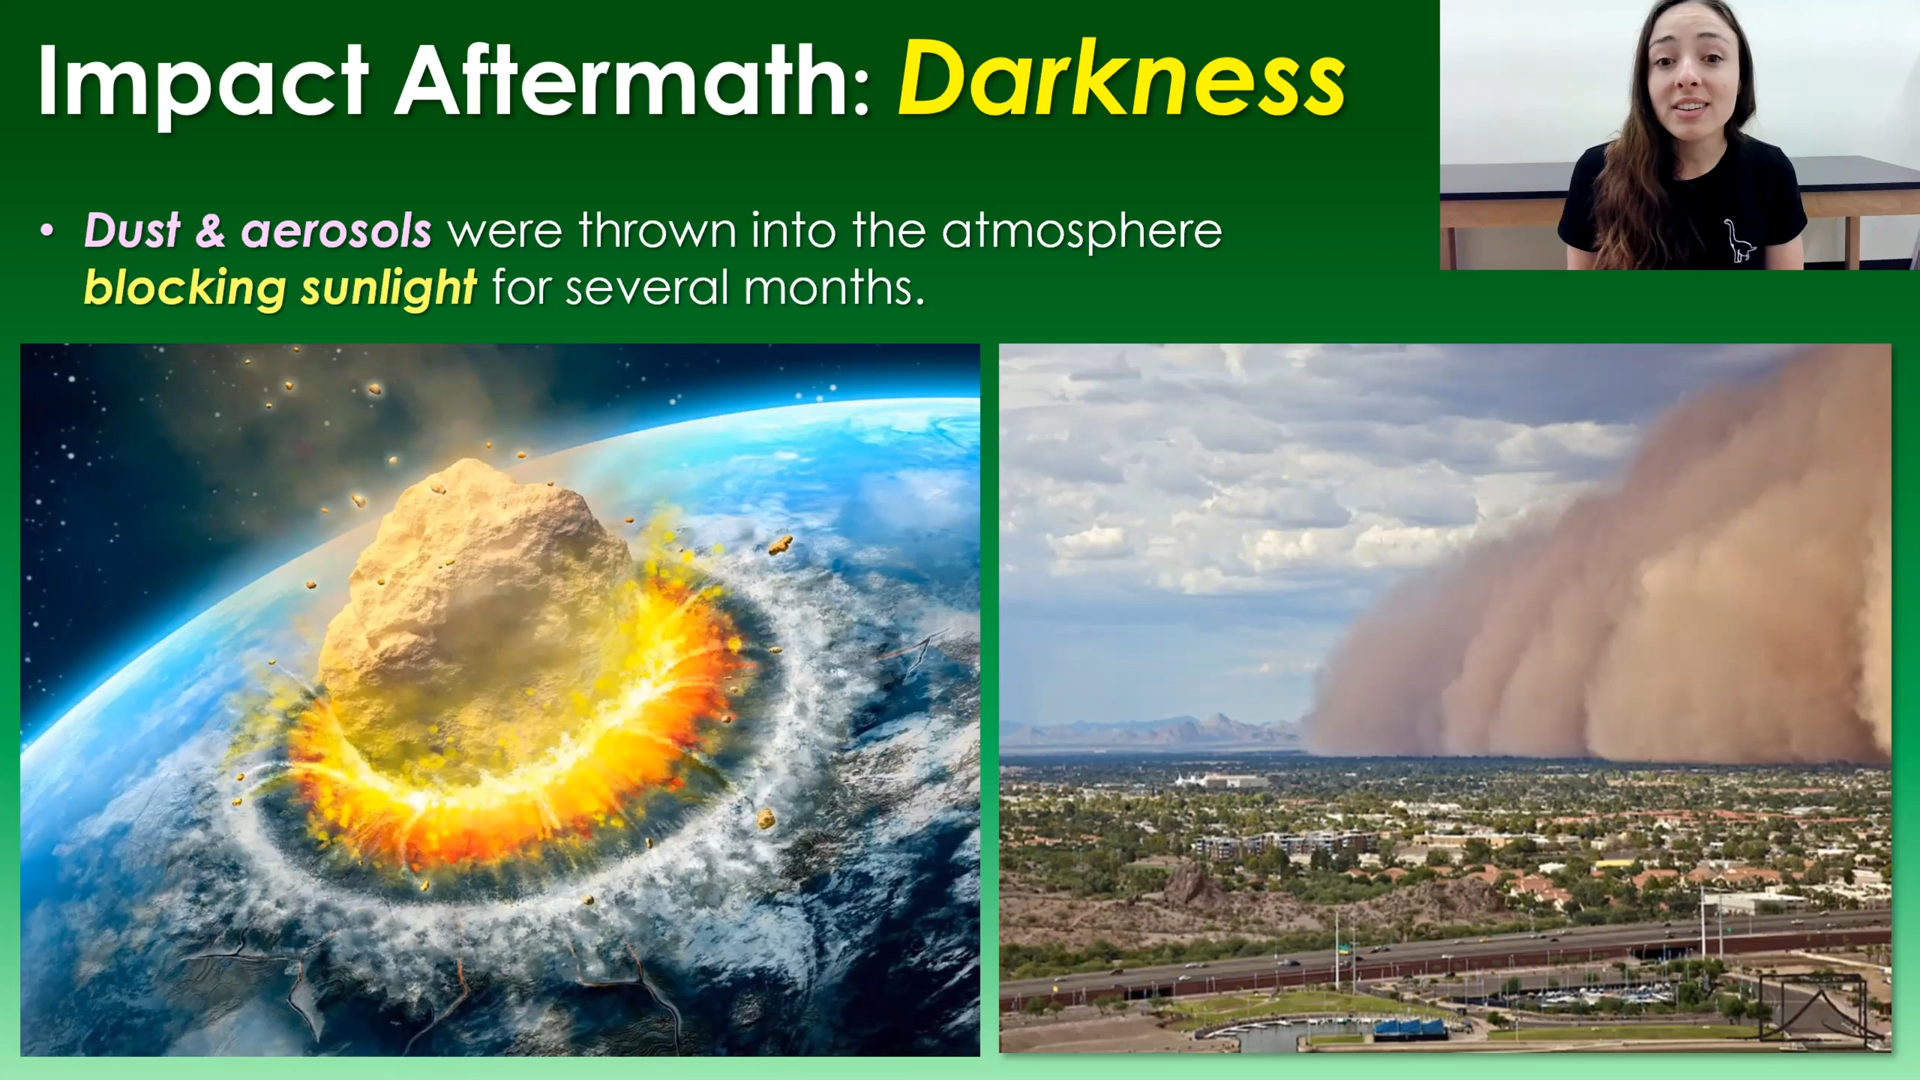 Impact Aftermath: Darkness
• Dust & aerosols were thrown into the atmosphere
blocking sunlight for several months.